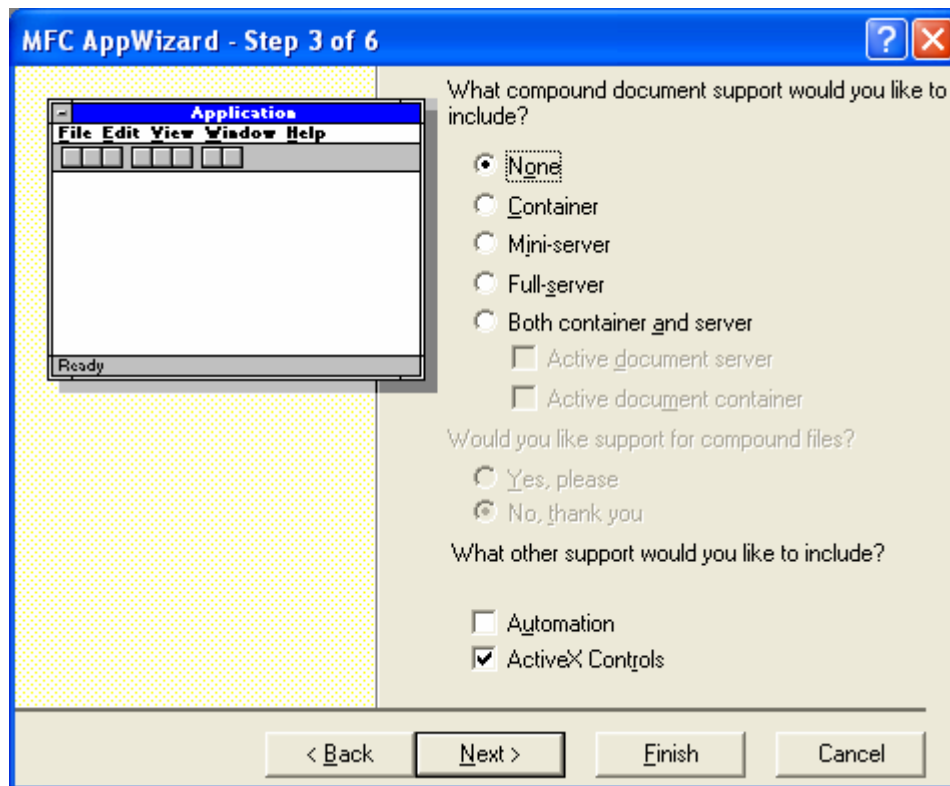 MFC AppWizard - Step 3 of 6
Application
File Edit View Window Help
Ready
What compound document support would you like to
include?
None
Container
Mini-server
Full-server
Both container and server
Active document server
Active document container
Would you like support for compound files?
Yes, please
No, thank you
What other support would you like to include?
Automation
ActiveX Controls
< Back Next > Finish Cancel